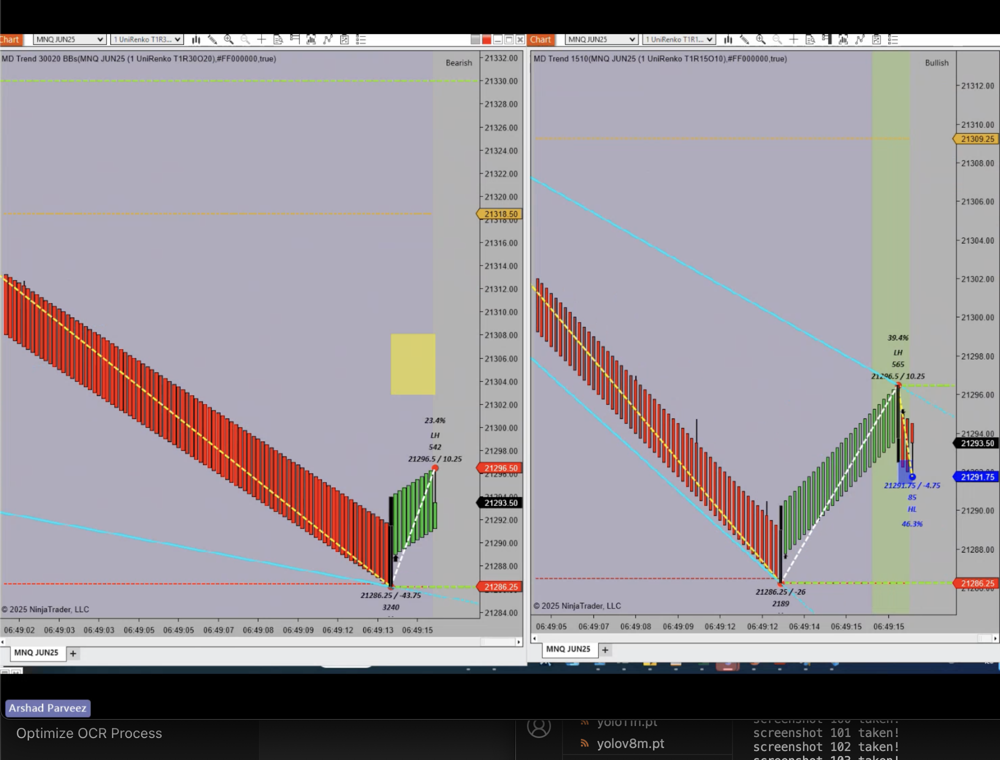 Chart MNQ JUN25 1 UniRenko T1R3...
MD Trend 30020 BBs(MNQ JUN25 (1 UniRenko T1R30O20),#FF000000,true)
Bearish
21332.00
21330.00
21328.00
21326.00
21324.00
21322.00
21320.00
21318.50
21318.00
21316.00
21314.00
21312.00
21310.00
21308.00
21306.00
21304.00
21302.00
21300.00
21298.00
21296.50
21294.00
21293.50
21292.00
21290.00
21288.00
21286.25
21284.00
23.4%
LH
542
21296.5 / 10.25
21286.25 / -43.75
3240
© 2025 NinjaTrader, LLC
06:49:02 06:49:03 06:49:04 06:49:05 06:49:05 06:49:07 06:49:09 06:49:11 06:49:12 06:49:13 06:49:15
MNQ JUN25 +
Chart MNQ JUN25 1 UniRenko T1R1...
MD Trend 1510(MNQ JUN25 (1 UniRenko T1R15O10),#FF000000,true)
Bullish
21312.00
21310.00
21309.25
21308.00
21306.00
21304.00
21302.00
21300.00
21298.00
21296.00
21294.00
21293.50
21291.75
21290.00
21288.00
21286.25
39.4%
LH
565
21296.5 / 10.25
21291.75 / -4.75
85
HL
46.3%
21286.25 / -26
2189
© 2025 NinjaTrader, LLC
06:49:05 06:49:07 06:49:08 06:49:09 06:49:11 06:49:12 06:49:14 06:49:15 06:49:15
MNQ JUN25 +
Arshad Parveez
Optimize OCR Process
yolo11n.pt
yolov8m.pt
screenshot 100 taken!
screenshot 101 taken!
screenshot 102 taken!
screenshot 103 taken!